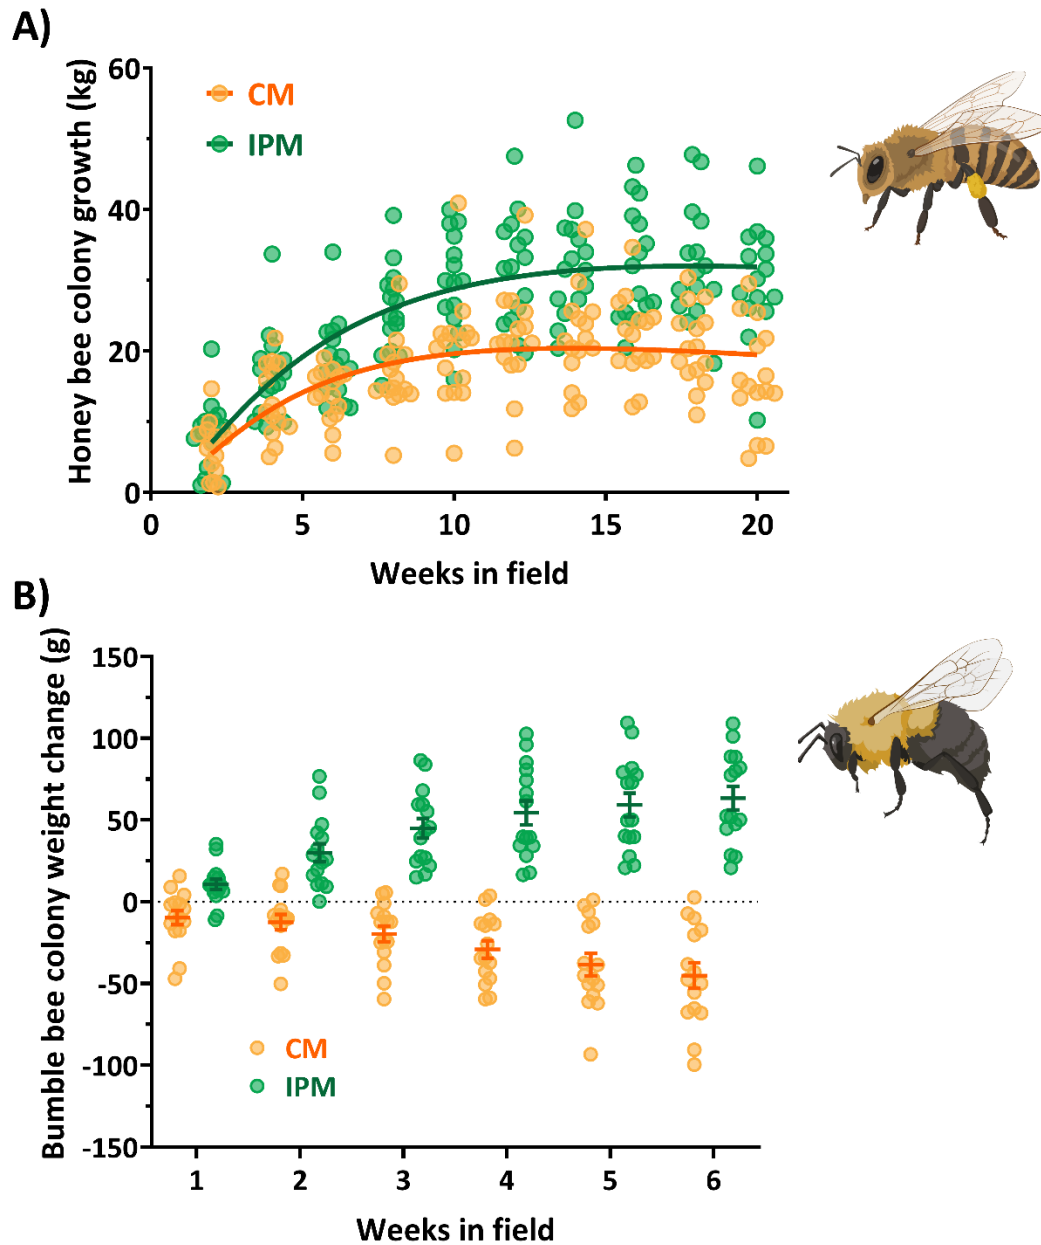 A)
Honey bee colony growth (kg)
60
40
20
0
CM
IPM
0 5 10 15 20
Weeks in field
B)
Bumble bee colony weight change (g)
150
100
50
0
-50
-100
-150
CM
IPM
1 2 3 4 5 6
Weeks in field